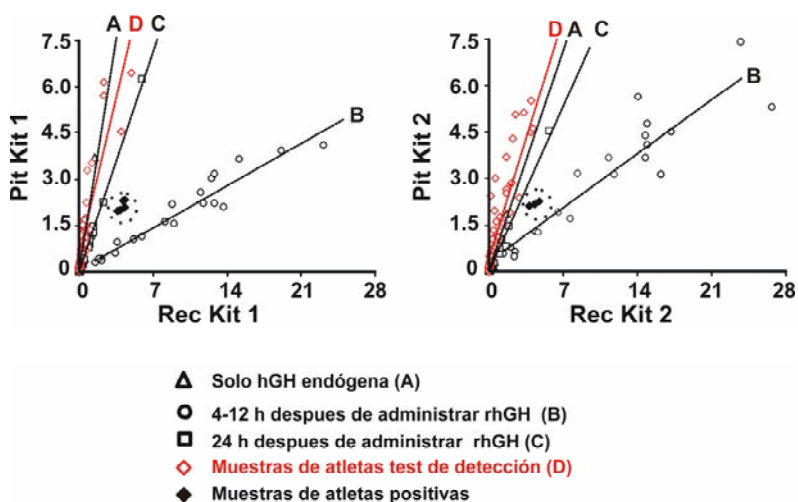 A D C
7.5
6.0
4.5
3.0
1.5
0
B
Pit Kit 1
0 7 14 21 28
Rec Kit 1
D A C
7.5
6.0
4.5
3.0
1.5
0
B
Pit Kit 2
0 7 14 21 28
Rec Kit 2
Solo hGH endógena (A)
4-12 h despues de administrar rhGH (B)
24 h despues de administrar rhGH (C)
Muestras de atletas test de detección (D)
Muestras de atletas positivas